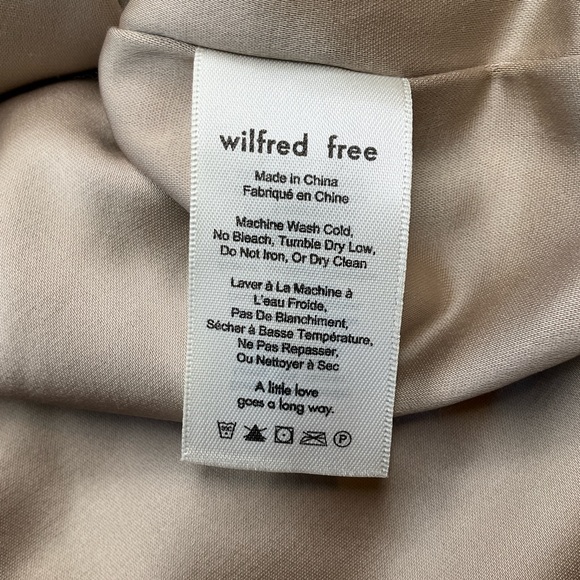 wilfred free
Made in China
Fabriqué en Chine
Machine Wash Cold,
No Bleach, Tumble Dry Low,
Do Not Iron, Or Dry Clean
Laver à La Machine à
L'eau Froide,
Pas De Blanchiment,
Sécher à Basse Température,
Ne Pas Repasser,
Ou Nettoyer à Sec
A little love
goes a long way.
P